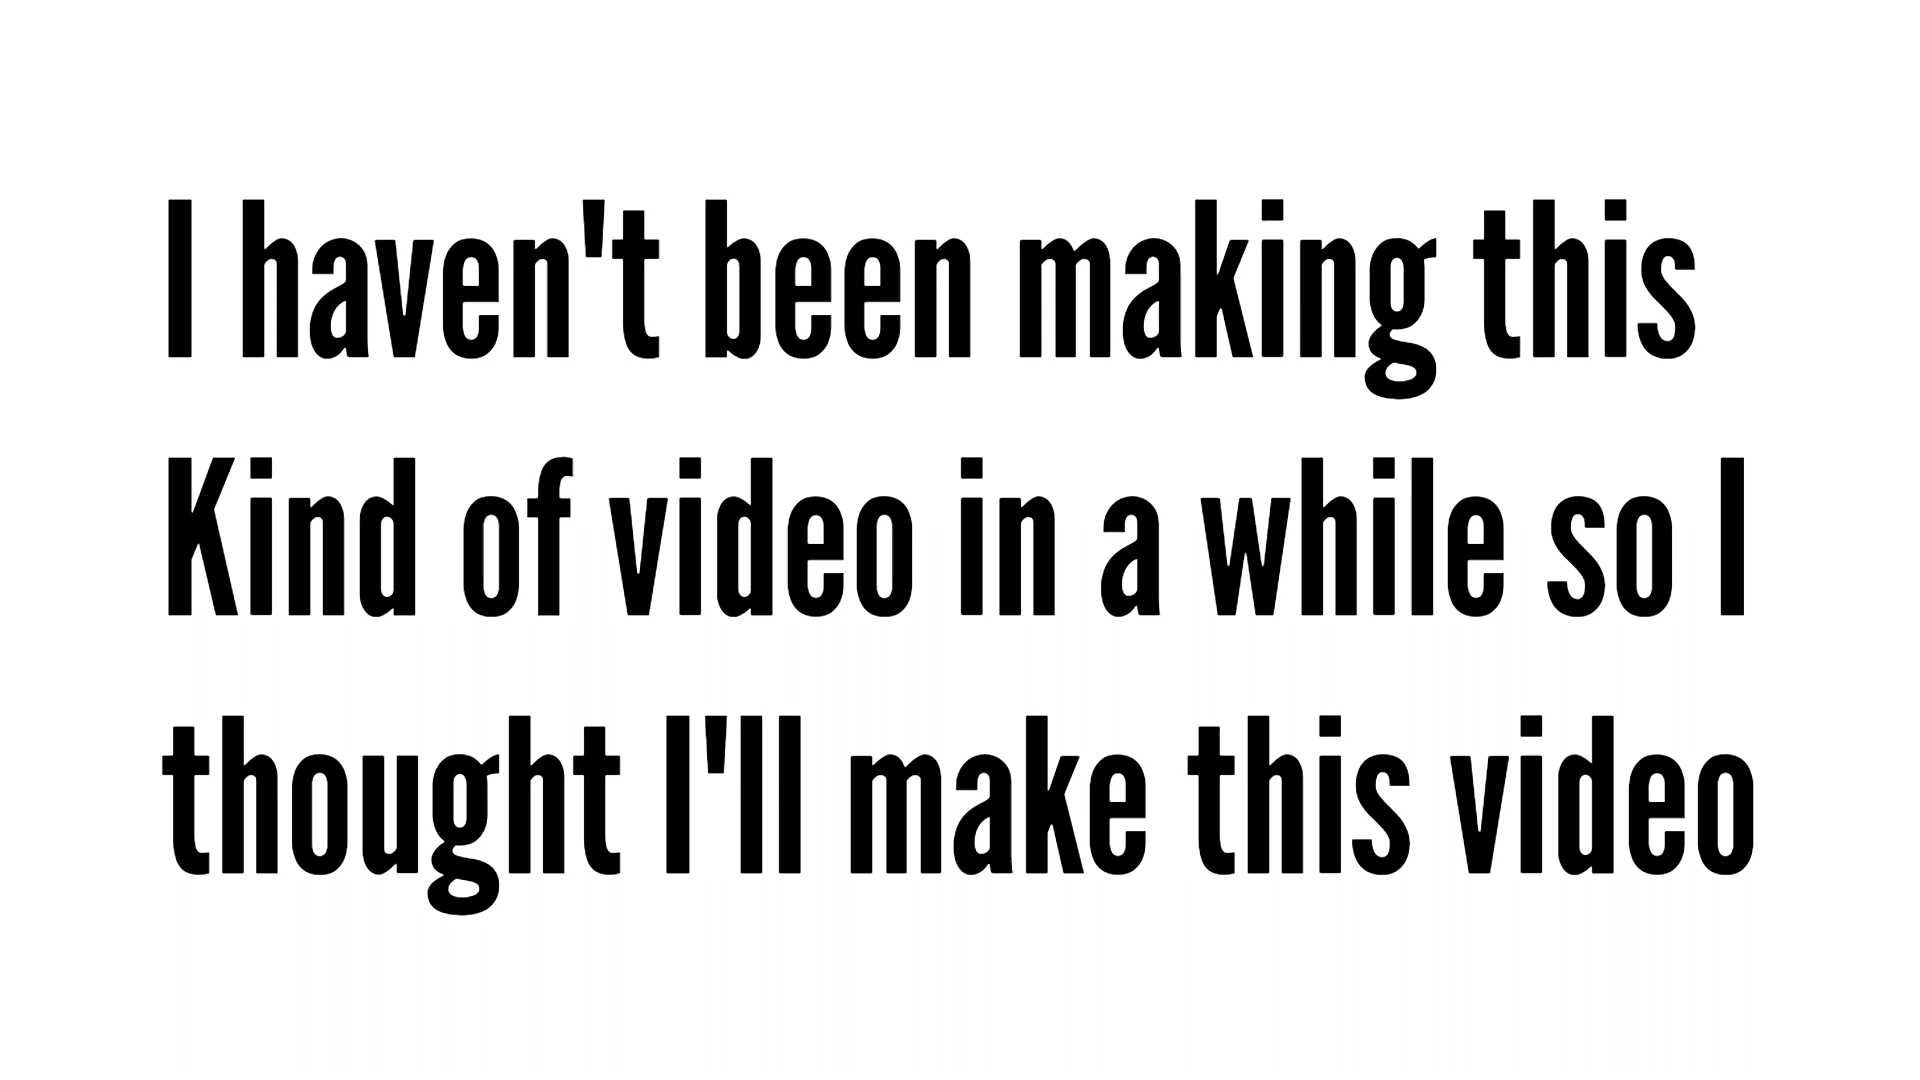 I haven't been making this
Kind of video in a while so I
thought I'll make this video